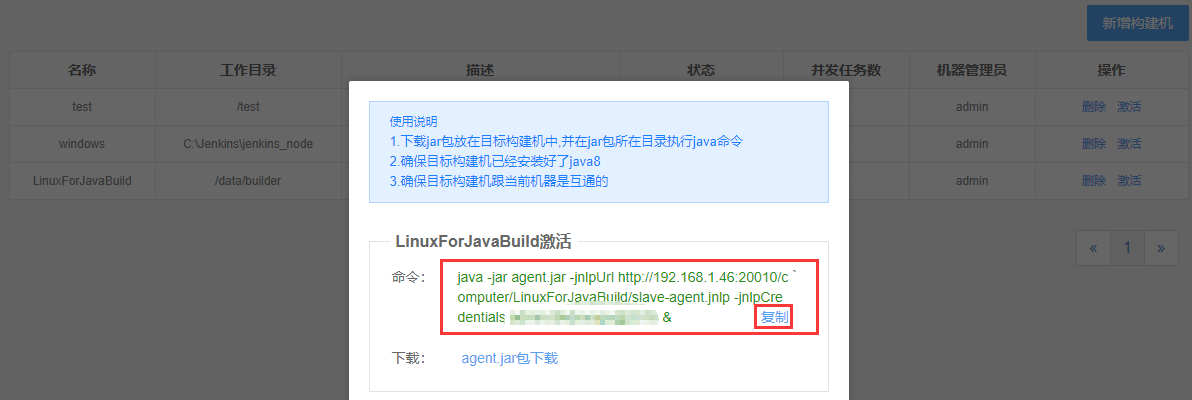 新增构建机
名称 工作目录 描述 状态 并发任务数 机器管理员 操作
test /test admin 删除 激活
windows C:\Jenkins\jenkins_node
LinuxForJavaBuild /data/builder admin 删除 激活
« 1 »
使用说明
1.下载jar包放在目标构建机中,并在jar包所在目录执行java命令
2.确保目标构建机已经安装好了java8
3.确保目标构建机跟当前机器是互通的
LinuxForJavaBuild激活
命令: java -jar agent.jar -jnlpUrl http://192.168.1.46:20010/c `
omputer/LinuxForJavaBuild/slave-agent.jnlp -jnlpCre
dentials & 复制
下载: agent.jar包下载